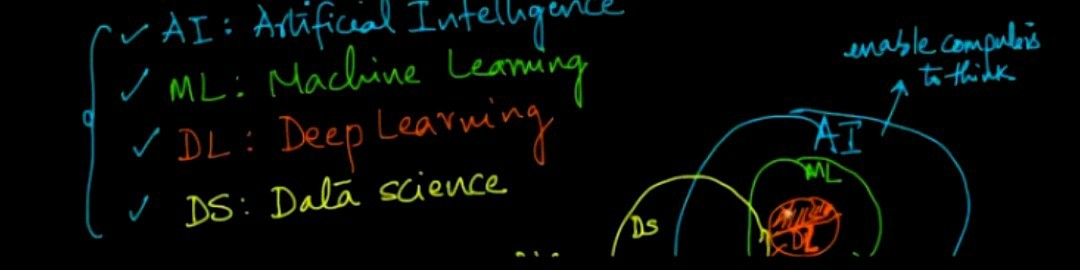 AI: Artificial Intelligence
ML: Machine Learning
DL: Deep Learning
DS: Data science
enable computers
to think
AI
ML
DS
DL